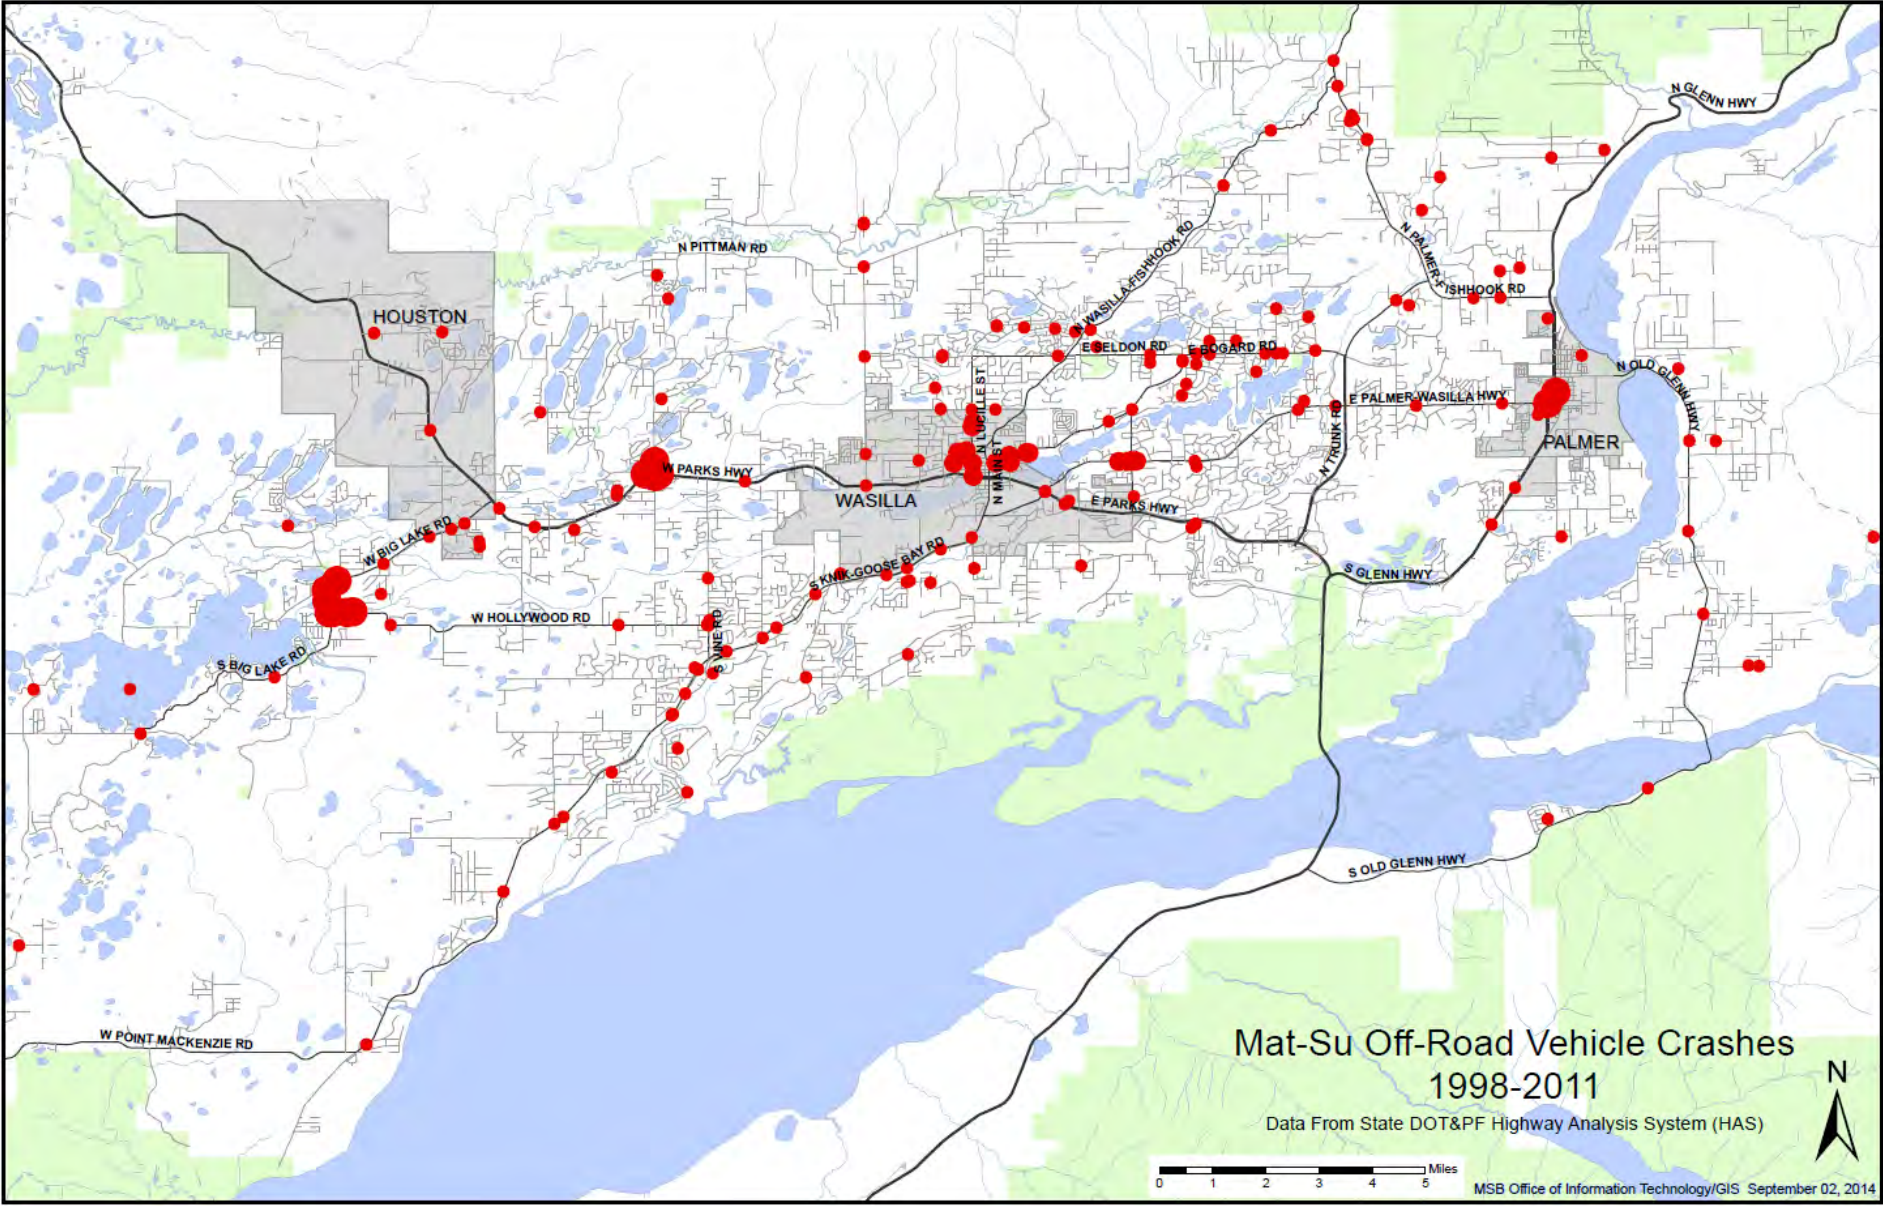 N GLENN HWY
N PITTMAN RD
N WASILLA-FISHHOOK RD
N PALMER-FISHHOOK RD
HOUSTON
E SELDON RD
E BOGARD RD
N OLD GLENN HWY
N LUCILLE ST
E PALMER-WASILLA HWY
N TRUNK RD
PALMER
W PARKS HWY
N MAIN ST
WASILLA
E PARKS HWY
W BIG LAKE RD
S KNIK-GOOSE BAY RD
S GLENN HWY
W HOLLYWOOD RD
S VINE RD
S BIG LAKE RD
S OLD GLENN HWY
W POINT MACKENZIE RD
Mat-Su Off-Road Vehicle Crashes
1998-2011
Data From State DOT&PF Highway Analysis System (HAS)
N
Miles
0 1 2 3 4 5
MSB Office of Information Technology/GIS September 02, 2014